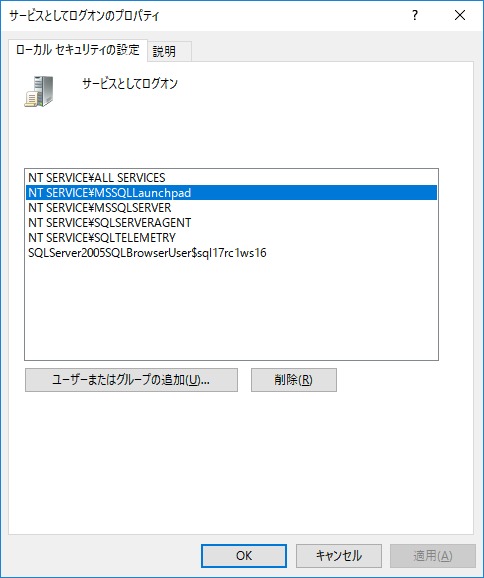 サービスとしてログオンのプロパティ
ローカル セキュリティの設定 説明
サービスとしてログオン
NT SERVICE¥ALL SERVICES
NT SERVICE¥MSSQLLaunchpad
NT SERVICE¥MSSQLSERVER
NT SERVICE¥SQLSERVERAGENT
NT SERVICE¥SQLTELEMETRY
SQLServer2005SQLBrowserUser$sql17rc1ws16
ユーザーまたはグループの追加(U)... 削除(R)
OK キャンセル 適用(A)